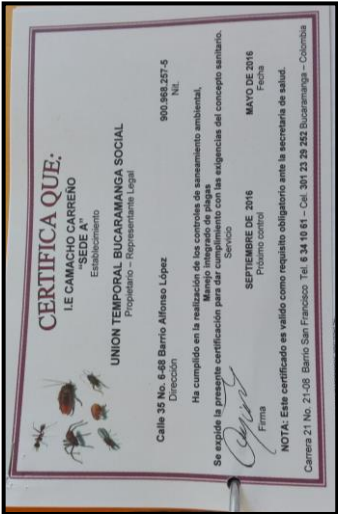 CERTIFICA QUE:
I.E CAMACHO CARREÑO
"SEDE A"
Establecimiento
UNION TEMPORAL BUCARAMANGA SOCIAL
Propietario – Representante Legal
900.968.257-5
Nit.
Calle 35 No. 6-68 Barrio Alfonso López
Dirección
Ha cumplido en la realización de los controles de saneamiento ambiental,
Manejo integrado de plagas
Se expide la presente certificación para dar cumplimiento con las exigencias del concepto sanitario.
Servicio
SEPTIEMBRE DE 2016
Próximo control
MAYO DE 2016
Fecha
Firma
NOTA: Este certificado es valido como requisito obligatorio ante la secretaria de salud.
Carrera 21 No. 21-08 Barrio San Francisco Tel. 6 34 10 61 – Cel. 301 23 29 252 Bucaramanga – Colombia